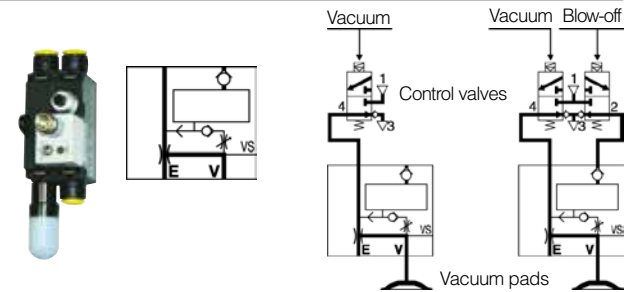 Vacuum
Vacuum Blow-off
1
4
3
Control valves
1
4
2
3
VS
E V
VS
E V
VS
E V
Vacuum pads